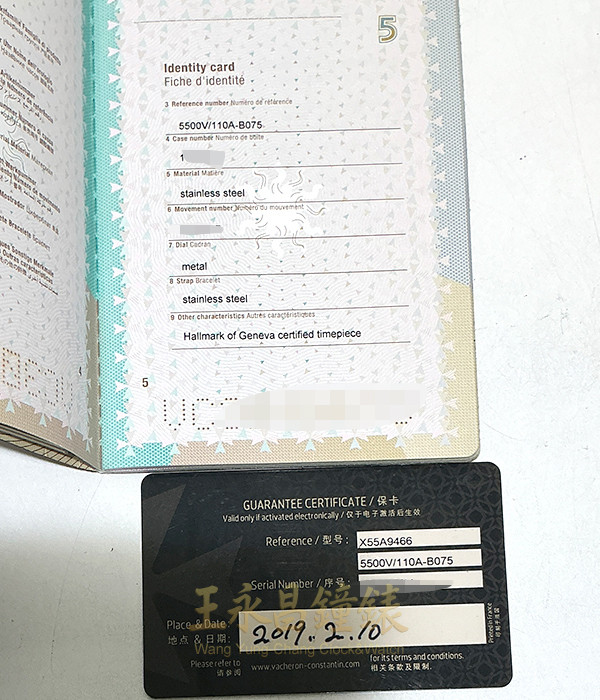 5
Identity card
Fiche d'identité
3 Reference number Numéro de référence
5500V/110A-B075
4 Case number Numéro de boîte
1
5 Material Matière
stainless steel
6 Movement number Numéro du mouvement
7 Dial Cadran
metal
8 Strap Bracelet
stainless steel
9 Other characteristics Autres caractéristiques
Hallmark of Geneva certified timepiece
5
GUARANTEE CERTIFICATE / 保卡
Valid only if activated electronically / 仅于电子激活后生效
Reference / 型号:
X55A9466
5500V/110A-B075
Serial Number / 序号:
王永昌鐘錶
Place & Date
地点 & 日期:
2019.2.10
Wang Yung Chang Clock&Watch
Please refer to
请参阅
www.vacheron-constantin.com
for its terms and conditions.
相关条款及限制.
Printed in France